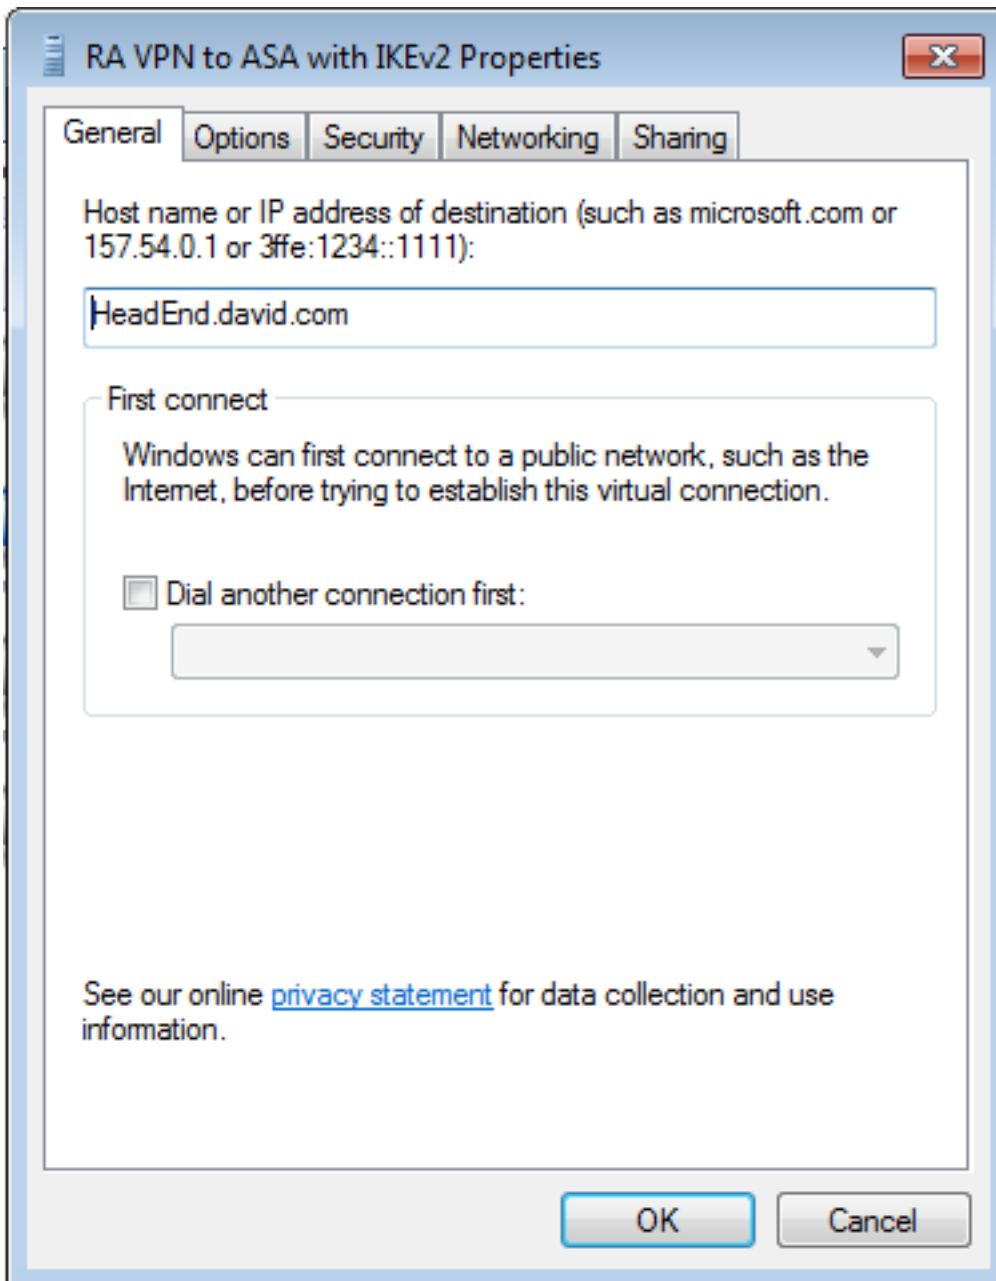 RA VPN to ASA with IKEv2 Properties
General Options Security Networking Sharing
Host name or IP address of destination (such as microsoft.com or
157.54.0.1 or 3ffe:1234::1111):
HeadEnd.david.com
First connect
Windows can first connect to a public network, such as the
Internet, before trying to establish this virtual connection.
Dial another connection first:
See our online privacy statement for data collection and use
information.
OK Cancel